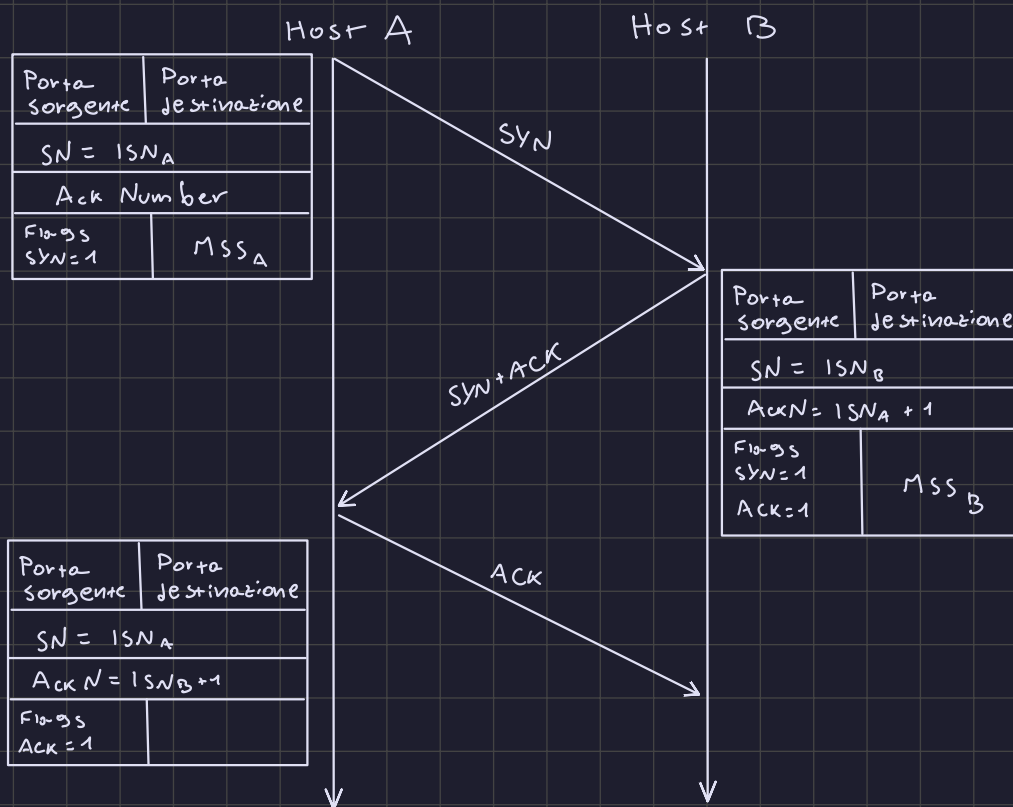 Host A
Host B
Porta sorgente
Porta destinazione
SN = ISNA
Ack Number
Flags
SYN=1
MSSA
SYN
Porta sorgente
Porta destinazione
SN = ISNB
AckN = ISNA + 1
Flags
SYN=1
ACK=1
MSSB
SYN+ACK
Porta sorgente
Porta destinazione
SN = ISNA
AckN = ISNB+1
Flags
ACK=1
ACK